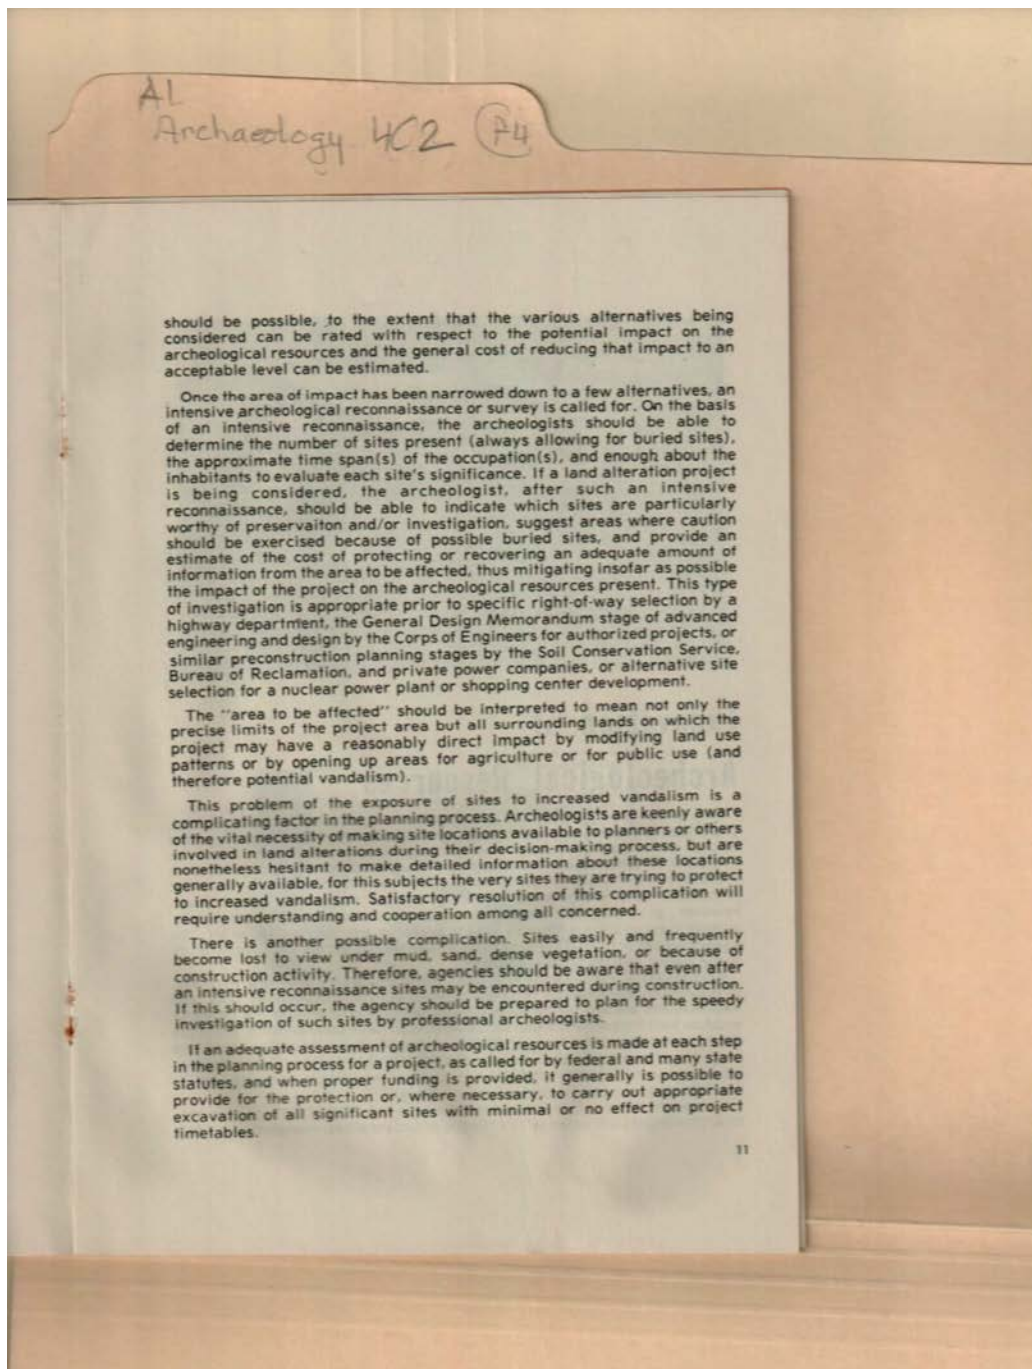 AL
Archaeology 4C2 74
should be possible, to the extent that the various alternatives being
considered can be rated with respect to the potential impact on the
archeological resources and the general cost of reducing that impact to an
acceptable level can be estimated.
Once the area of impact has been narrowed down to a few alternatives, an
intensive archeological reconnaissance or survey is called for. On the basis
of an intensive reconnaissance, the archeologists should be able to
determine the number of sites present (always allowing for buried sites),
the approximate time span(s) of the occupation(s), and enough about the
inhabitants to evaluate each site's significance. If a land alteration project
is being considered, the archeologist, after such an intensive
reconnaissance, should be able to indicate which sites are particularly
worthy of preservaiton and/or investigation, suggest areas where caution
should be exercised because of possible buried sites, and provide an
estimate of the cost of protecting or recovering an adequate amount of
information from the area to be affected, thus mitigating insofar as possible
the impact of the project on the archeological resources present. This type
of investigation is appropriate prior to specific right-of-way selection by a
highway department, the General Design Memorandum stage of advanced
engineering and design by the Corps of Engineers for authorized projects, or
similar preconstruction planning stages by the Soil Conservation Service,
Bureau of Reclamation, and private power companies, or alternative site
selection for a nuclear power plant or shopping center development.
The "area to be affected" should be interpreted to mean not only the
precise limits of the project area but all surrounding lands on which the
project may have a reasonably direct impact by modifying land use
patterns or by opening up areas for agriculture or for public use (and
therefore potential vandalism).
This problem of the exposure of sites to increased vandalism is a
complicating factor in the planning process. Archeologists are keenly aware
of the vital necessity of making site locations available to planners or others
involved in land alterations during their decision-making process, but are
nonetheless hesitant to make detailed information about these locations
generally available, for this subjects the very sites they are trying to protect
to increased vandalism. Satisfactory resolution of this complication will
require understanding and cooperation among all concerned.
There is another possible complication. Sites easily and frequently
become lost to view under mud, sand, dense vegetation, or because of
construction activity. Therefore, agencies should be aware that even after
an intensive reconnaissance sites may be encountered during construction.
If this should occur, the agency should be prepared to plan for the speedy
investigation of such sites by professional archeologists.
If an adequate assessment of archeological resources is made at each step
in the planning process for a project, as called for by federal and many state
statutes, and when proper funding is provided, it generally is possible to
provide for the protection or, where necessary, to carry out appropriate
excavation of all significant sites with minimal or no effect on project
timetables.
11